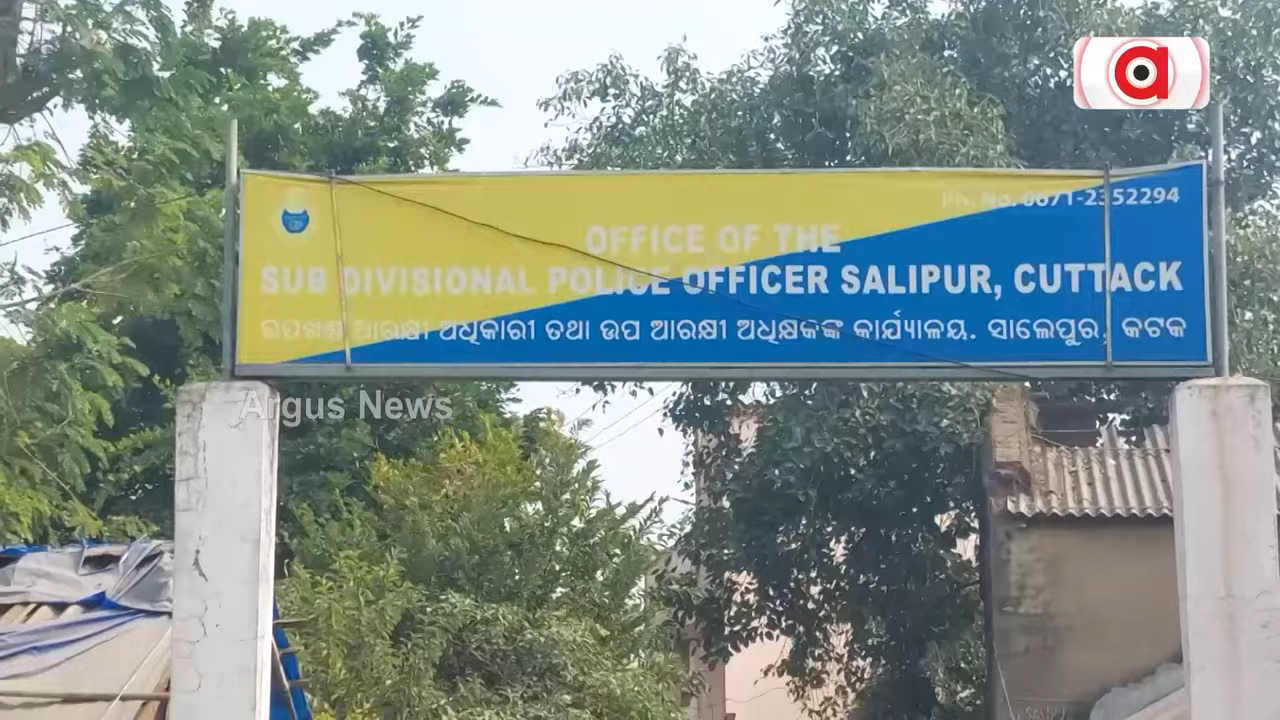 PH. No. 0671-2352294
OFFICE OF THE
SUB DIVISIONAL POLICE OFFICER SALIPUR, CUTTACK
ଉପଖଣ୍ଡ ଆରକ୍ଷୀ ଅଧିକାରୀ ତଥା ଉପ ଆରକ୍ଷୀ ଅଧିକ୍ଷକଙ୍କ କାର୍ଯ୍ୟାଳୟ. ସାଲେପୁର, କଟକ
Argus News